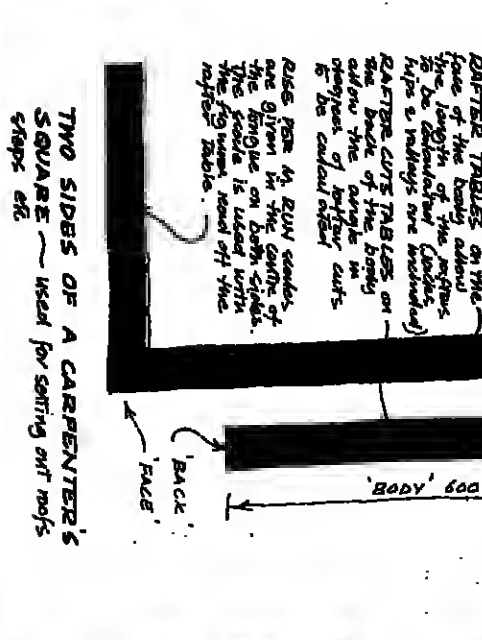 RAFTER TABLES on the
face of the body allow
the length of the rafters
to be calculated (
hips & valleys are included)
RAFTER CUTS TABLES on
the back of the body
allow the angle in
degrees of rafter cuts
to be calculated
RISE PER M RUN scales
are given in the centre of
the tongue on both sides.
The scale is used with
the figures read off the
rafter table.
'BODY' 600
'BACK'
'FACE'
TWO SIDES OF A CARPENTER'S
SQUARE ~ used for setting out roofs
steps etc